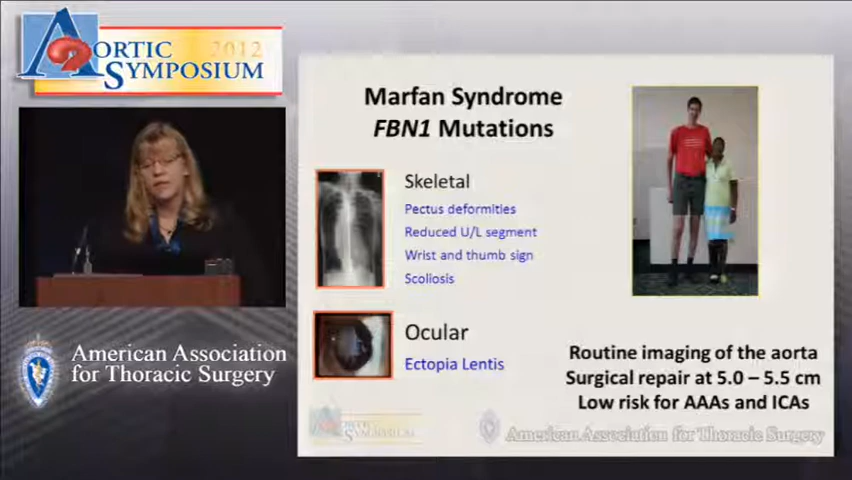 AORTIC 2012
SYMPOSIUM
American Association
for Thoracic Surgery
Marfan Syndrome
FBN1 Mutations
Skeletal
Pectus deformities
Reduced U/L segment
Wrist and thumb sign
Scoliosis
Ocular
Ectopia Lentis
Routine imaging of the aorta
Surgical repair at 5.0 – 5.5 cm
Low risk for AAAs and ICAs
AORTIC
SYMPOSIUM
American Association for Thoracic Surgery